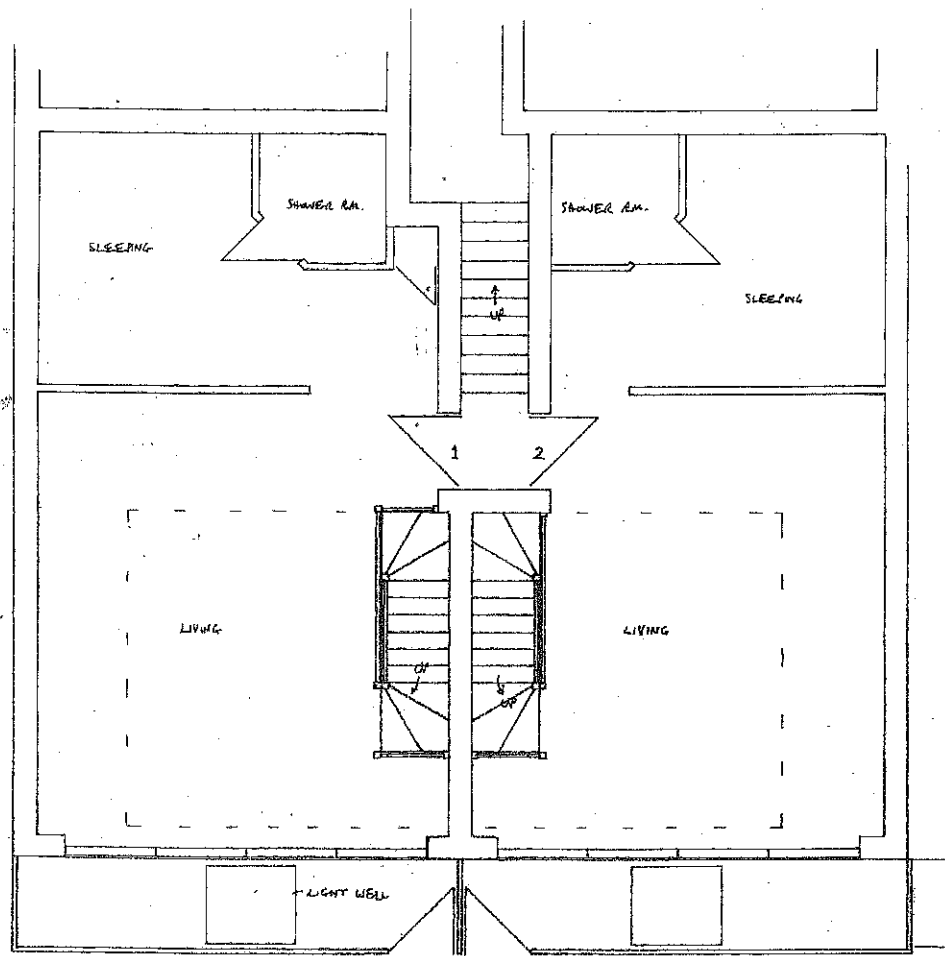 SHOWER RM.
SHOWER RM.
SLEEPING
SLEEPING
UP
1
2
LIVING
LIVING
UP
UP
LIGHT WELL